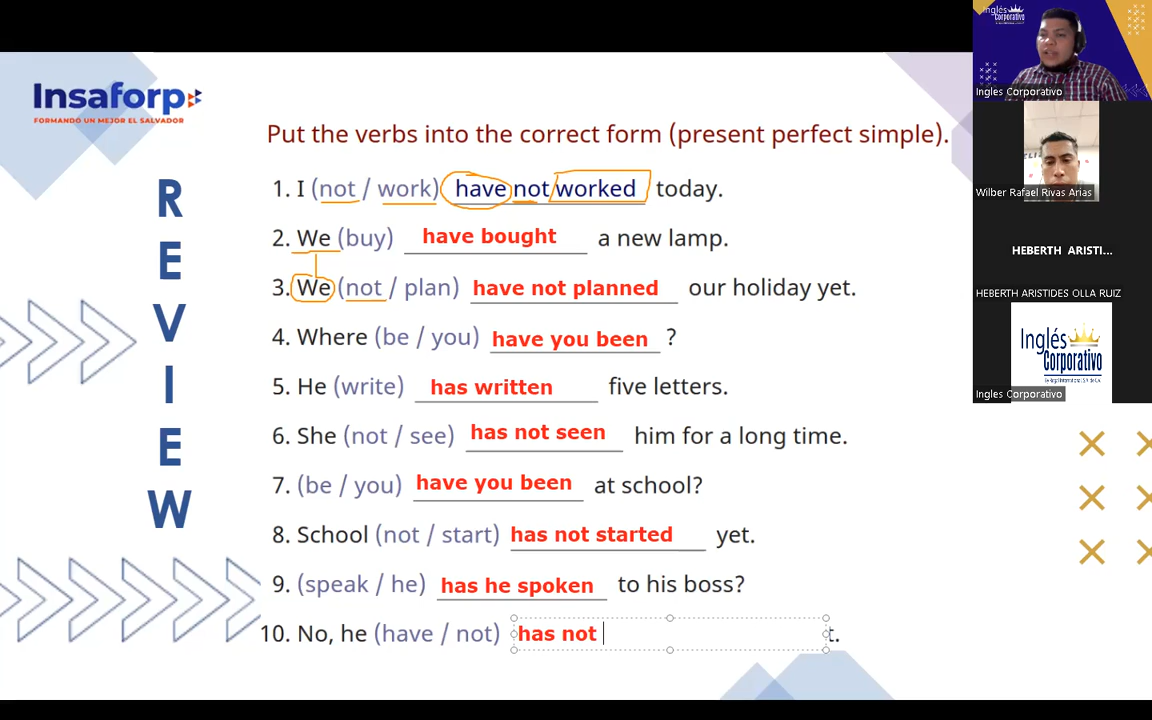 Insaforp
FORMANDO UN MEJOR EL SALVADOR
REVIEW
Put the verbs into the correct form (present perfect simple).
1. I (not / work) have not worked today.
2. We (buy) have bought a new lamp.
3. We (not / plan) have not planned our holiday yet.
4. Where (be / you) have you been ?
5. He (write) has written five letters.
6. She (not / see) has not seen him for a long time.
7. (be / you) have you been at school?
8. School (not / start) has not started yet.
9. (speak / he) has he spoken to his boss?
10. No, he (have / not) has not t.
Inglés
Corporativo
Ingles Corporativo
Wilber Rafael Rivas Arias
HEBERTH ARISTI...
HEBERTH ARISTIDES OLLA RUIZ
Inglés
Corporativo
Ingles Corporativo